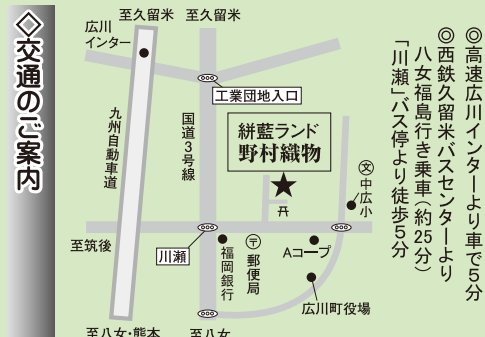 ◇交通のご案内
◎高速広川インターより車で5分
◎西鉄久留米バスセンターより
八女福島行き乗車(約25分)
「川瀬」バス停より徒歩5分
至久留米
至久留米
広川
インター
工業団地入口
九州自動車道
国道3号線
絣藍ランド
野村織物
★
文
中広小
至筑後
川瀬
福岡銀行
〒
郵便局
Aコープ
広川町役場
至八女・熊本
至八女